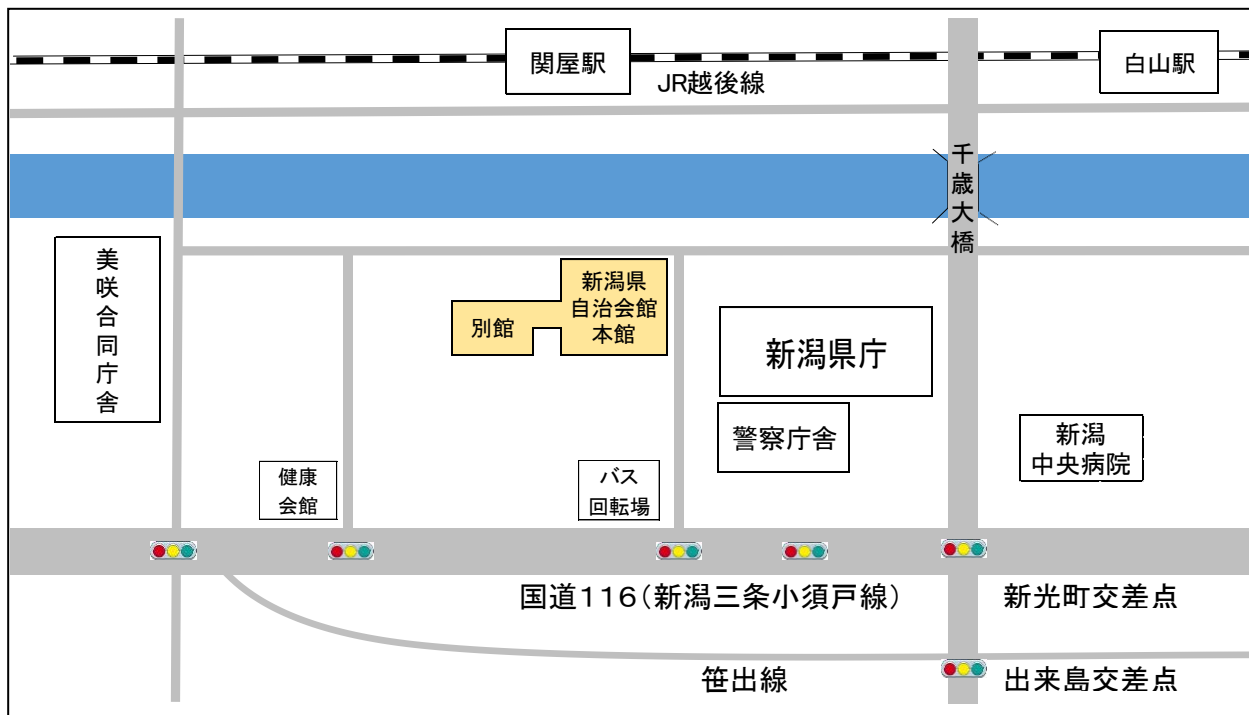 関屋駅
白山駅
JR越後線
千歳大橋
美咲合同庁舎
新潟県
自治会館
本館
別館
新潟県庁
警察庁舎
新潟
中央病院
健康
会館
バス
回転場
国道116(新潟三条小須戸線)
新光町交差点
笹出線
出来島交差点